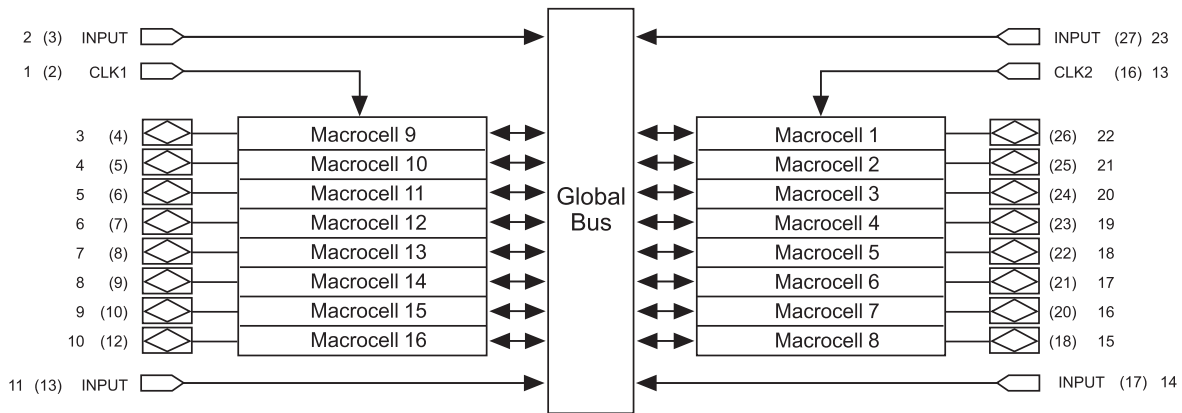 2 (3) INPUT INPUT (27) 23
1 (2) CLK1 CLK2 (16) 13
3 (4) Macrocell 9 Macrocell 1 (26) 22
4 (5) Macrocell 10 Macrocell 2 (25) 21
5 (6) Macrocell 11 Macrocell 3 (24) 20
Global
6 (7) Macrocell 12 Macrocell 4 (23) 19
Bus
7 (8) Macrocell 13 Macrocell 5 (22) 18
8 (9) Macrocell 14 Macrocell 6 (21) 17
9 (10) Macrocell 15 Macrocell 7 (20) 16
10 (12) Macrocell 16 Macrocell 8 (18) 15
11 (13) INPUT INPUT (17) 14